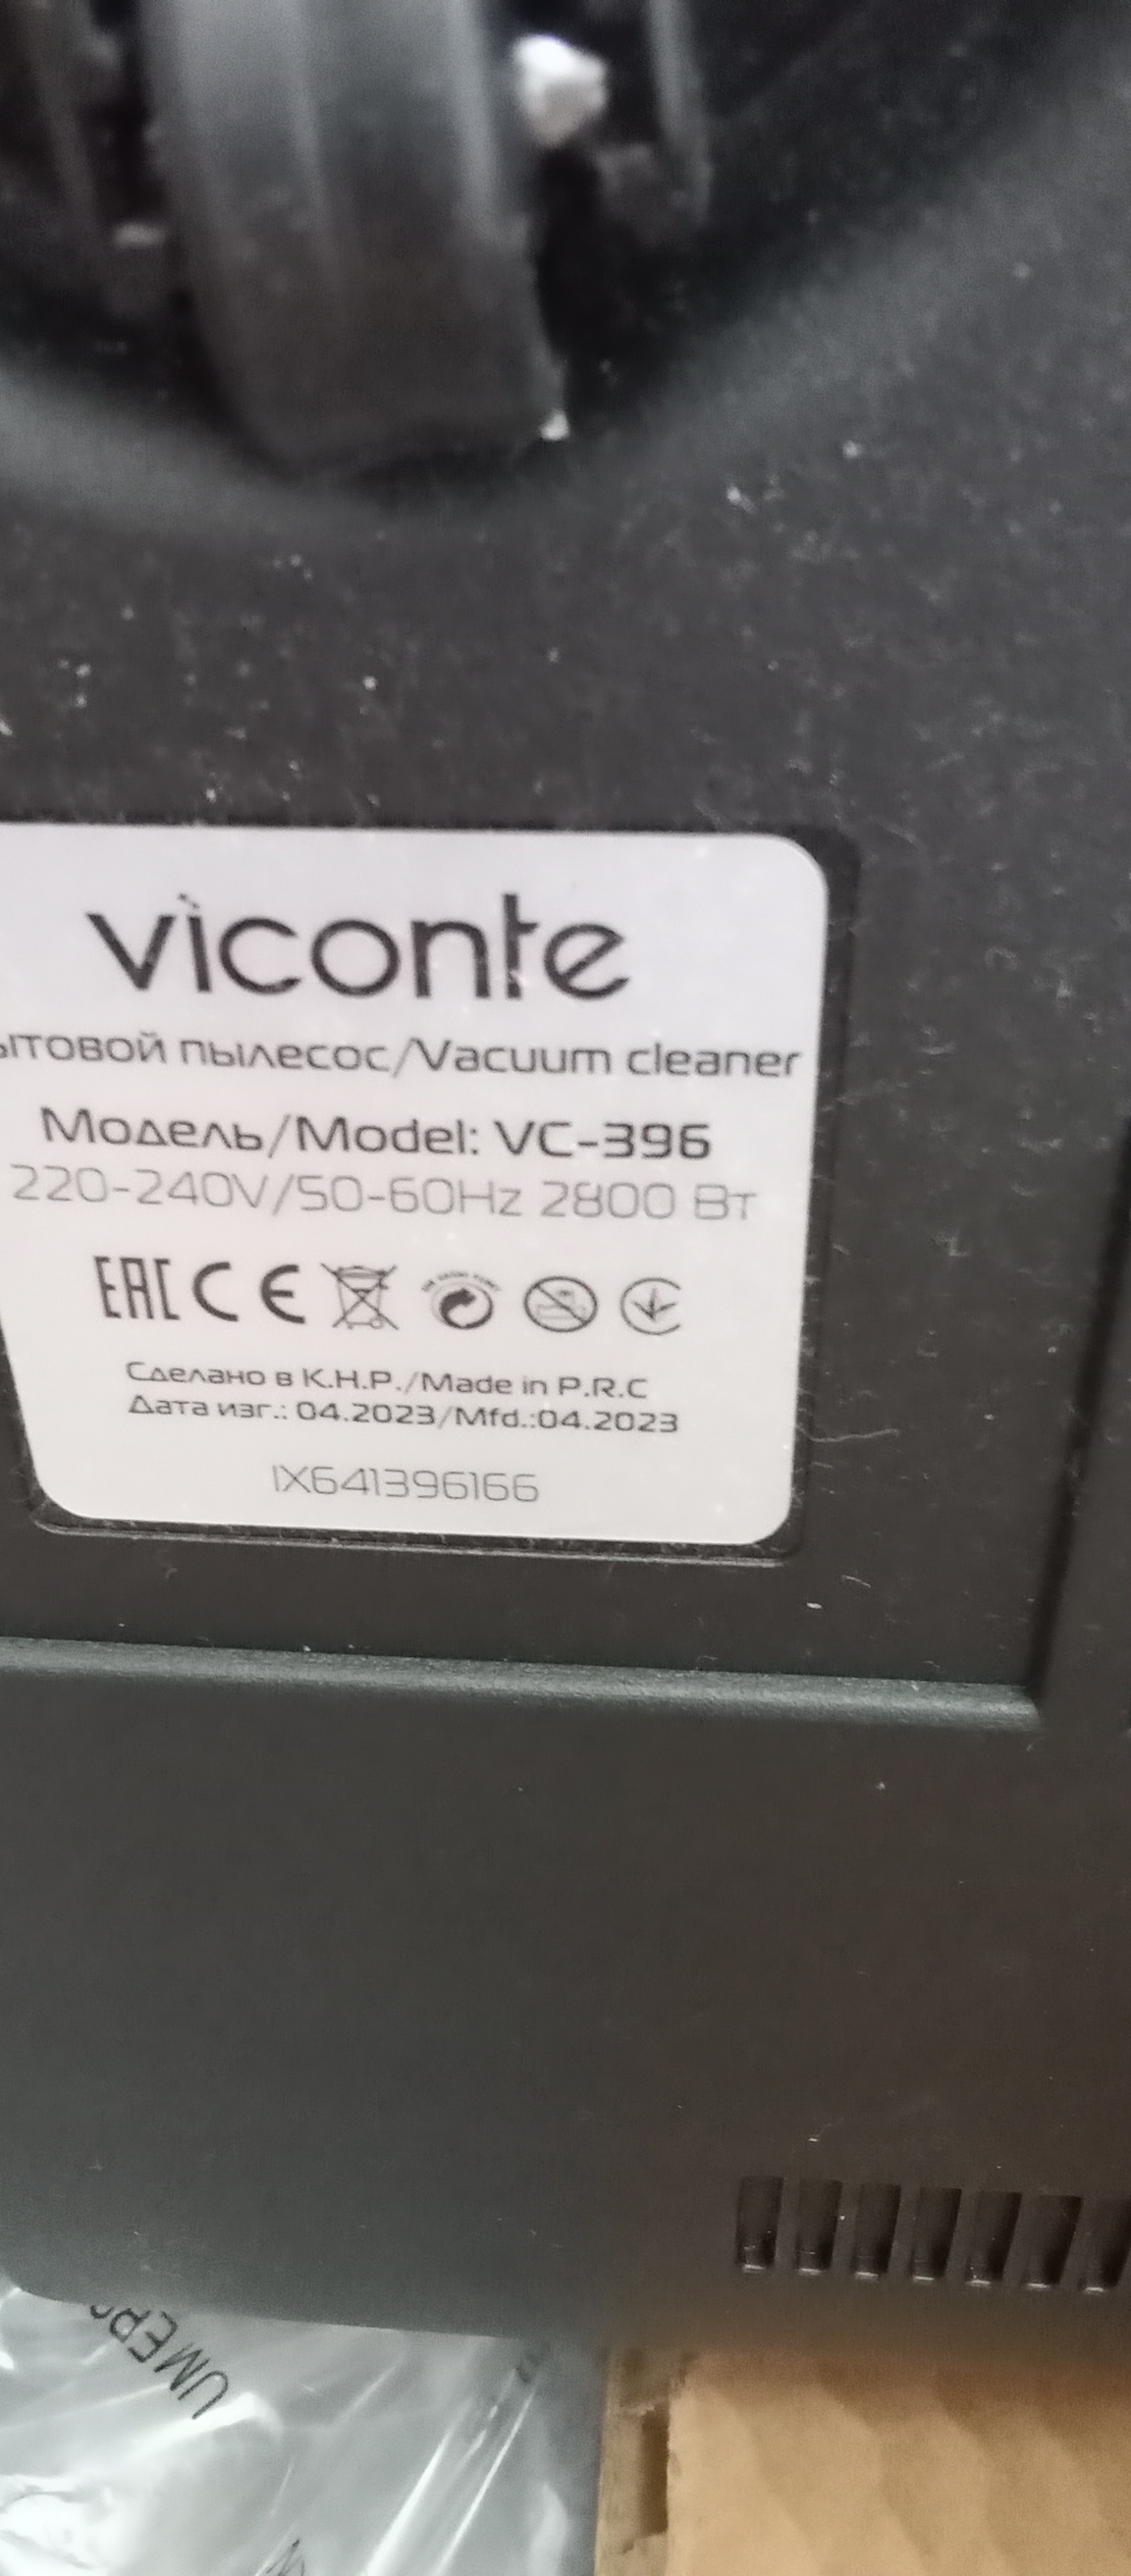 viconte
ытовой пылесос/Vacuum cleaner
Модель/Model: VC-396
220-240V/50-60Hz 2800 Вт
EAC CE
Сделано в К.Н.Р./Made in P.R.C
Дата изг.: 04.2023/Mfd.:04.2023
IX641396166